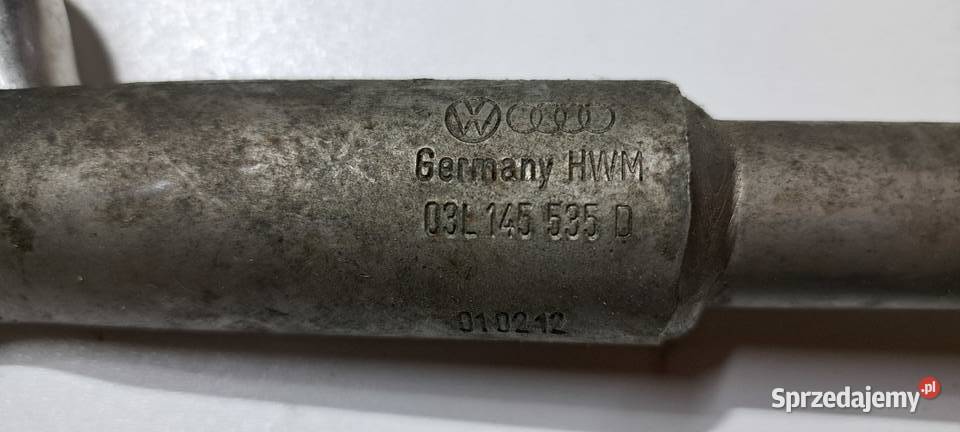 Germany HWM
03L 145 535 D
01 02 12
Sprzedajemy.pl